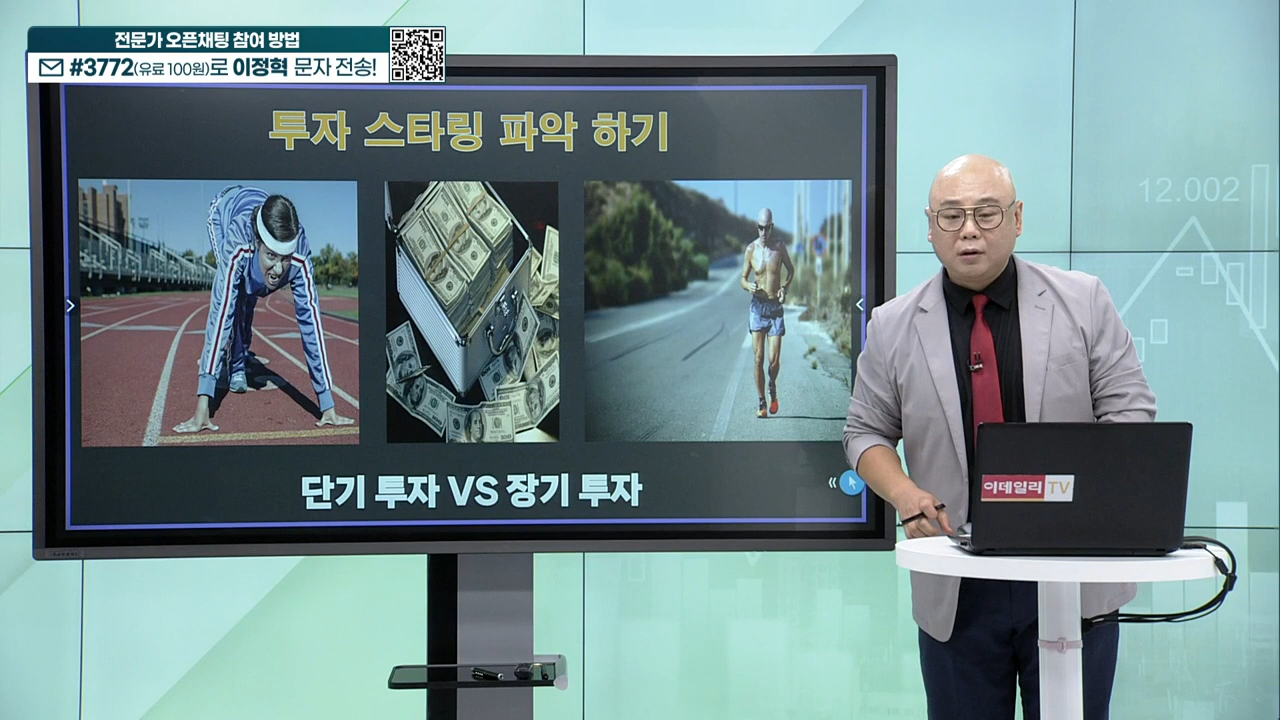 전문가 오픈채팅 참여 방법
#3772(유료 100원)로 이정혁 문자 전송!
투자 스타링 파악 하기
단기 투자 VS 장기 투자
이데일리TV
12.002